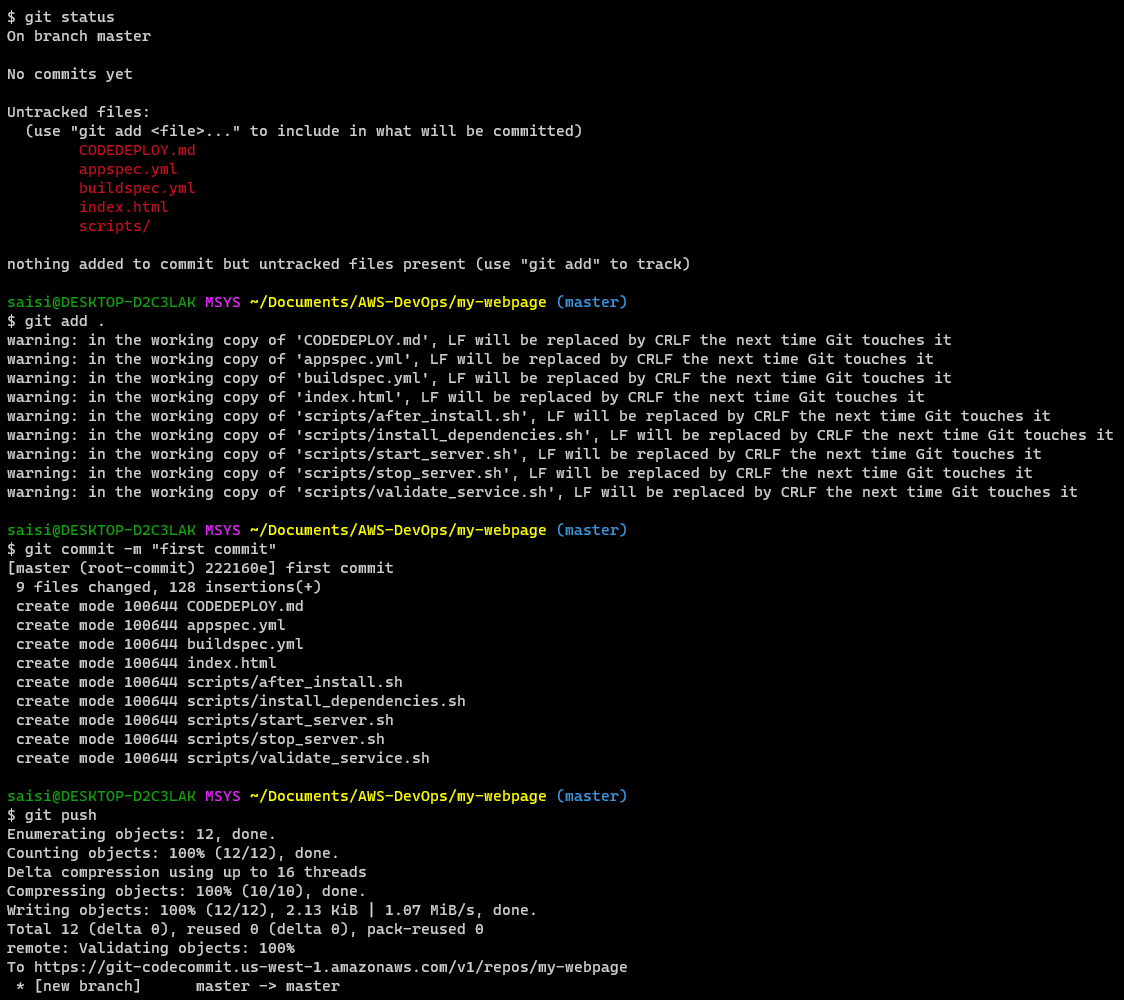 $ git status
On branch master

No commits yet

Untracked files:
  (use "git add <file>..." to include in what will be committed)
        CODEDEPLOY.md
        appspec.yml
        buildspec.yml
        index.html
        scripts/

nothing added to commit but untracked files present (use "git add" to track)

saisi@DESKTOP-D2C3LAK MSYS ~/Documents/AWS-DevOps/my-webpage (master)
$ git add .
warning: in the working copy of 'CODEDEPLOY.md', LF will be replaced by CRLF the next time Git touches it
warning: in the working copy of 'appspec.yml', LF will be replaced by CRLF the next time Git touches it
warning: in the working copy of 'buildspec.yml', LF will be replaced by CRLF the next time Git touches it
warning: in the working copy of 'index.html', LF will be replaced by CRLF the next time Git touches it
warning: in the working copy of 'scripts/after_install.sh', LF will be replaced by CRLF the next time Git touches it
warning: in the working copy of 'scripts/install_dependencies.sh', LF will be replaced by CRLF the next time Git touches it
warning: in the working copy of 'scripts/start_server.sh', LF will be replaced by CRLF the next time Git touches it
warning: in the working copy of 'scripts/stop_server.sh', LF will be replaced by CRLF the next time Git touches it
warning: in the working copy of 'scripts/validate_service.sh', LF will be replaced by CRLF the next time Git touches it

saisi@DESKTOP-D2C3LAK MSYS ~/Documents/AWS-DevOps/my-webpage (master)
$ git commit -m "first commit"
[master (root-commit) 222160e] first commit
 9 files changed, 128 insertions(+)
 create mode 100644 CODEDEPLOY.md
 create mode 100644 appspec.yml
 create mode 100644 buildspec.yml
 create mode 100644 index.html
 create mode 100644 scripts/after_install.sh
 create mode 100644 scripts/install_dependencies.sh
 create mode 100644 scripts/start_server.sh
 create mode 100644 scripts/stop_server.sh
 create mode 100644 scripts/validate_service.sh

saisi@DESKTOP-D2C3LAK MSYS ~/Documents/AWS-DevOps/my-webpage (master)
$ git push
Enumerating objects: 12, done.
Counting objects: 100% (12/12), done.
Delta compression using up to 16 threads
Compressing objects: 100% (10/10), done.
Writing objects: 100% (12/12), 2.13 KiB | 1.07 MiB/s, done.
Total 12 (delta 0), reused 0 (delta 0), pack-reused 0
remote: Validating objects: 100%
To https://git-codecommit.us-west-1.amazonaws.com/v1/repos/my-webpage
 * [new branch]      master -> master